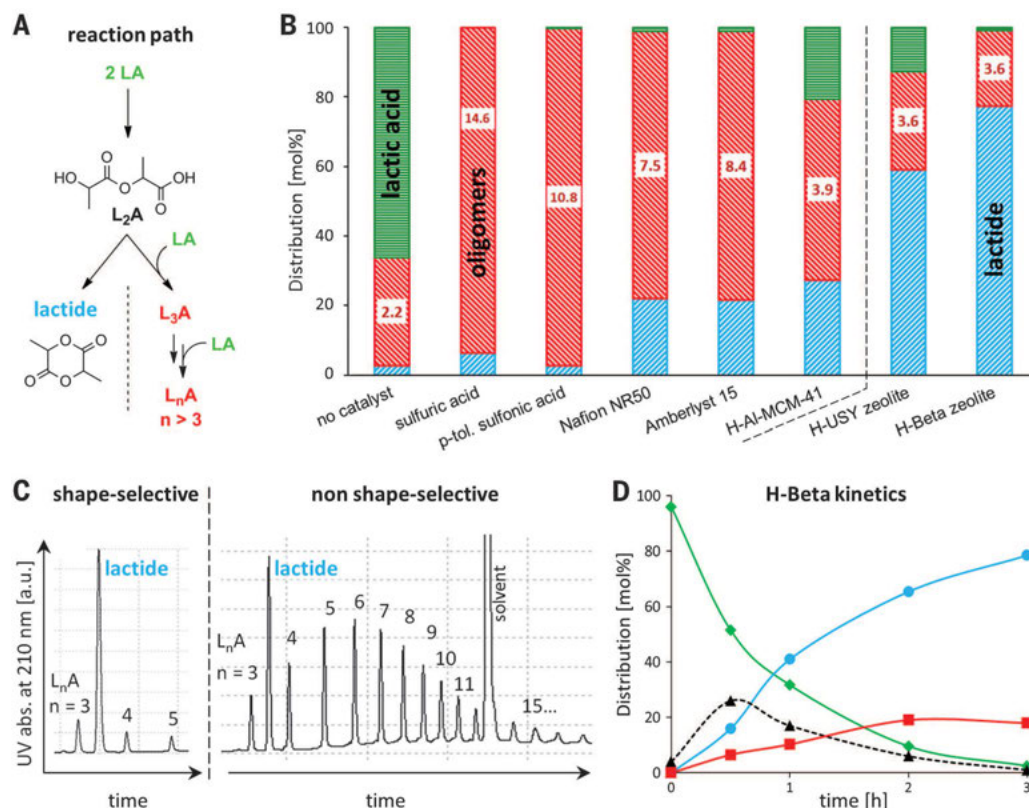 A
reaction path
2 LA
HO
O
O
OH
O
L₂A
LA
lactide
L₃A
O
O
O
O
LA
LₙA
n > 3
B
Distribution [mol%]
100
80
60
40
20
0
lactic acid
oligomers
lactide
2.2
14.6
10.8
7.5
8.4
3.9
3.6
3.6
no catalyst
sulfuric acid
p-tol. sulfonic acid
Nafion NR50
Amberlyst 15
H-Al-MCM-41
H-USY zeolite
H-Beta zeolite
C
shape-selective
non shape-selective
UV abs. at 210 nm [a.u.]
lactide
LₙA
n = 3
4
5
time
lactide
LₙA
n = 3
4
5
6
7
8
9
10
11
solvent
15...
time
D
H-Beta kinetics
Distribution [mol%]
100
80
60
40
20
0
0
1
2
3
time [h]